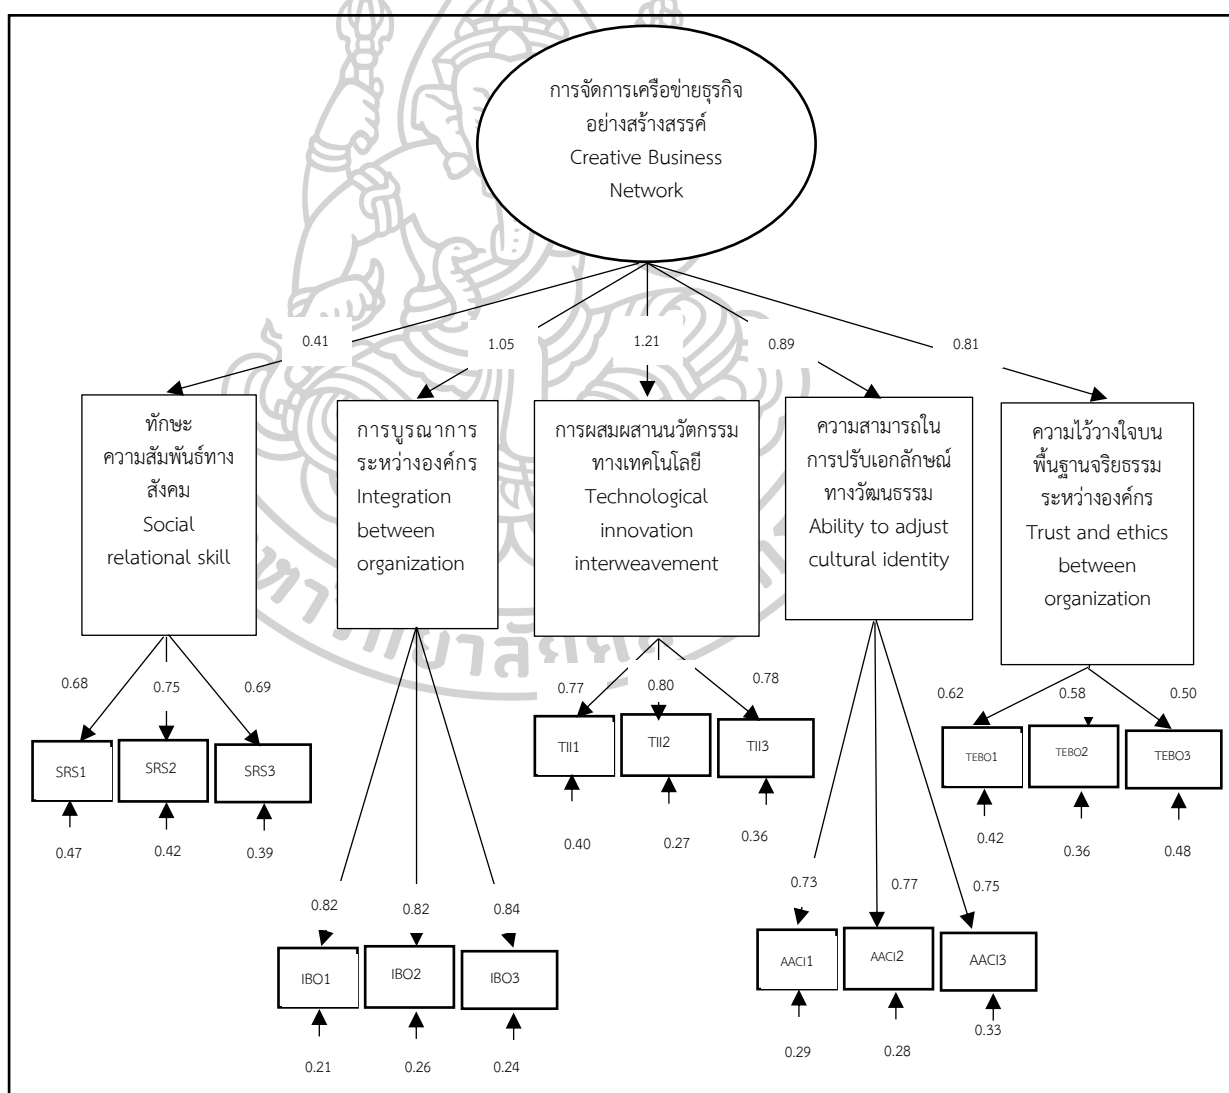 การจัดการเครือข่ายธุรกิจ
อย่างสร้างสรรค์
Creative Business
Network
0.41
1.05
1.21
0.89
0.81
ทักษะ
ความสัมพันธ์ทาง
สังคม
Social
relational skill
การบูรณาการ
ระหว่างองค์กร
Integration
between
organization
การผสมผสานนวัตกรรม
ทางเทคโนโลยี
Technological
innovation
interweavement
ความสามารถใน
การปรับเอกลักษณ์
ทางวัฒนธรรม
Ability to adjust
cultural identity
ความไว้วางใจบน
พื้นฐานจริยธรรม
ระหว่างองค์กร
Trust and ethics
between
organization
0.68
0.75
0.69
0.77
0.80
0.78
0.62
0.58
0.50
SRS1
SRS2
SRS3
TII1
TII2
TII3
TEBO1
TEBO2
TEBO3
0.47
0.42
0.39
0.40
0.27
0.36
0.42
0.36
0.48
0.82
0.82
0.84
0.73
0.77
0.75
IBO1
IBO2
IBO3
AACI1
AACI2
AACI3
0.21
0.26
0.24
0.29
0.28
0.33